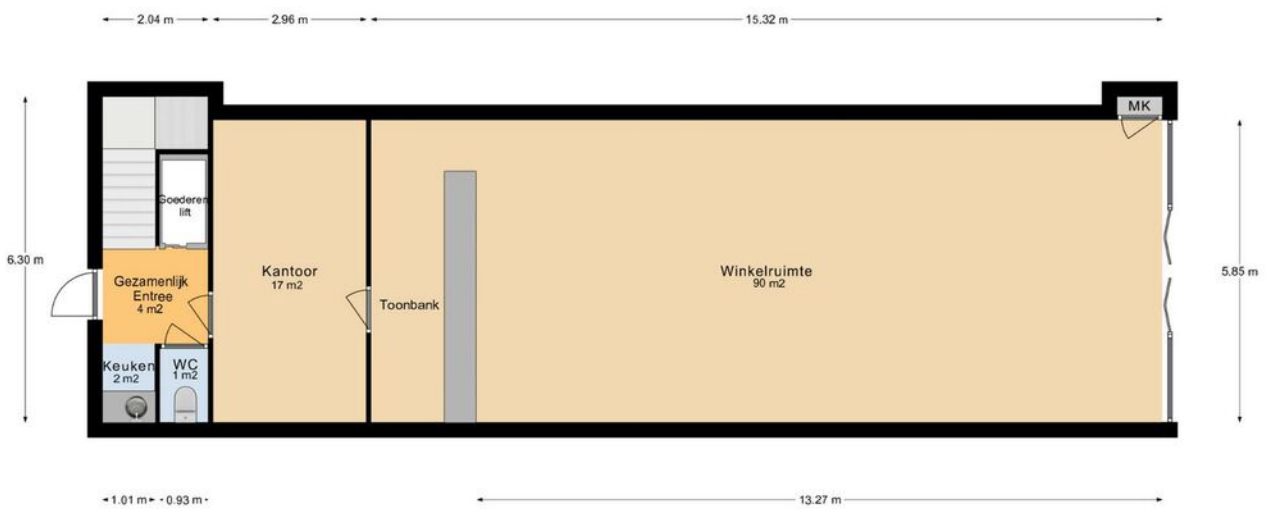 2.04 m
2.96 m
15.32 m
MK
Goederen
lift
6.30 m
Gezamenlijk
Entree
4 m2
Kantoor
17 m2
Toonbank
Winkelruimte
90 m2
5.85 m
Keuken
2 m2
WC
1 m2
1.01 m
0.93 m
13.27 m